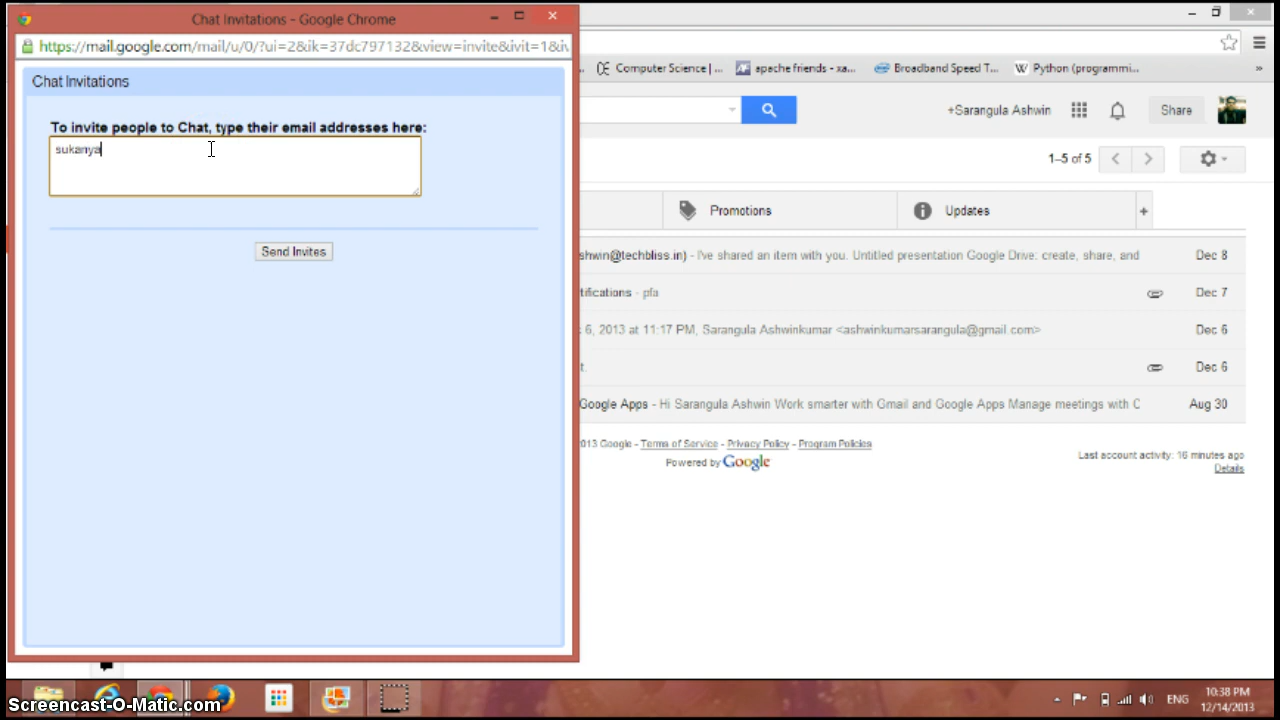 Chat Invitations - Google Chrome
https://mail.google.com/mail/u/0/?ui=2&ik=37dc797132&view=invite&ivit=1&iv
Chat Invitations
To invite people to Chat, type their email addresses here:
sukanya
Send Invites
Computer Science | ...
apache friends - xa...
Broadband Speed T...
Python (programmi...
»
+Sarangula Ashwin
Share
1–5 of 5
Promotions
Updates
+
shwin@techbliss.in) - I've shared an item with you. Untitled presentation Google Drive: create, share, and
Dec 8
tifications - pfa
Dec 7
6, 2013 at 11:17 PM, Sarangula Ashwinkumar <ashwinkumarsarangula@gmail.com>
Dec 6
t.
Dec 6
Google Apps - Hi Sarangula Ashwin Work smarter with Gmail and Google Apps Manage meetings with C
Aug 30
013 Google - Terms of Service - Privacy Policy - Program Policies
Powered by Google
Last account activity: 16 minutes ago
Details
Screencast-O-Matic.com
ENG
10:38 PM
12/14/2013